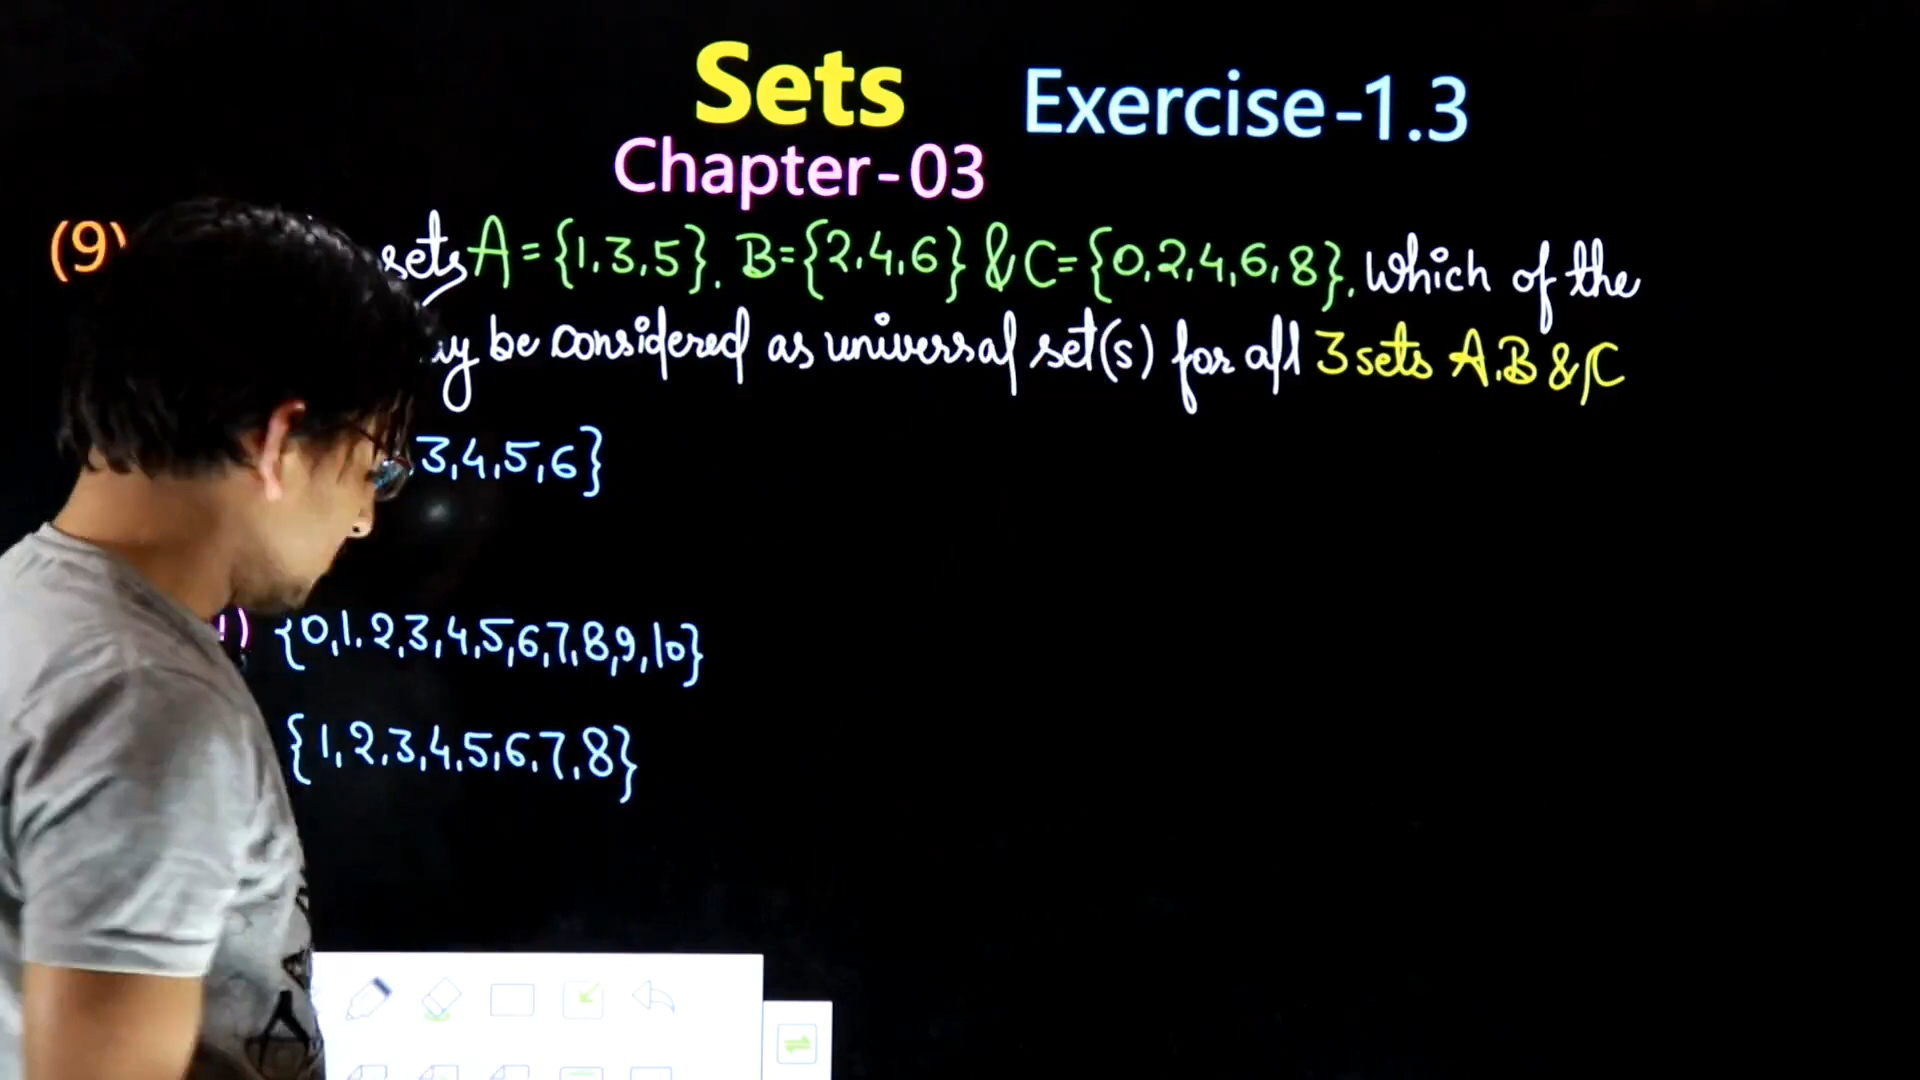 Sets Exercise-1.3
Chapter-03
(9) sets A={1,3,5}. B={2,4,6} & C={0,2,4,6,8}. Which of the
be considered as universal set(s) for all 3 sets A.B & C
3,4,5,6}
{0,1.2,3,4,5,6,7,8,9,10}
{1,2,3,4,5,6,7,8}